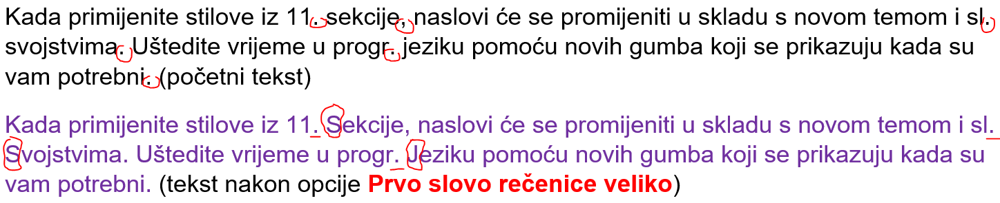 Kada primijenite stilove iz 11. sekcije, naslovi će se promijeniti u skladu s novom temom i sl.
svojstvima. Uštedite vrijeme u progr. jeziku pomoću novih gumba koji se prikazuju kada su
vam potrebni. (početni tekst)
Kada primijenite stilove iz 11. Sekcije, naslovi će se promijeniti u skladu s novom temom i sl.
Svojstvima. Uštedite vrijeme u progr. Jeziku pomoću novih gumba koji se prikazuju kada su
vam potrebni. (tekst nakon opcije Prvo slovo rečenice veliko)